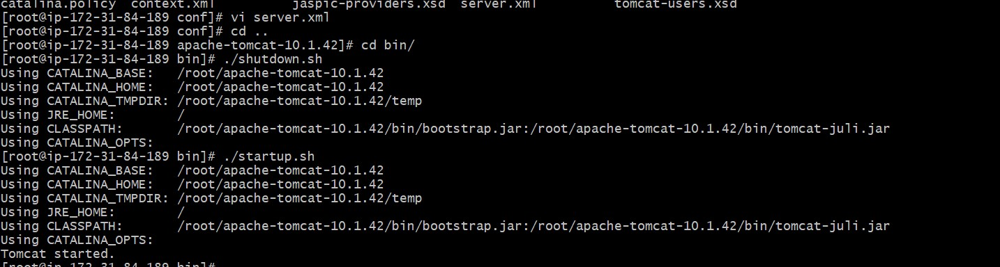 catalina.policy  context.xml          jaspic-providers.xsd  server.xml          tomcat-users.xsd
[root@ip-172-31-84-189 conf]# vi server.xml
[root@ip-172-31-84-189 conf]# cd ..
[root@ip-172-31-84-189 apache-tomcat-10.1.42]# cd bin/
[root@ip-172-31-84-189 bin]# ./shutdown.sh
Using CATALINA_BASE:   /root/apache-tomcat-10.1.42
Using CATALINA_HOME:   /root/apache-tomcat-10.1.42
Using CATALINA_TMPDIR: /root/apache-tomcat-10.1.42/temp
Using JRE_HOME:        /
Using CLASSPATH:       /root/apache-tomcat-10.1.42/bin/bootstrap.jar:/root/apache-tomcat-10.1.42/bin/tomcat-juli.jar
Using CATALINA_OPTS:
[root@ip-172-31-84-189 bin]# ./startup.sh
Using CATALINA_BASE:   /root/apache-tomcat-10.1.42
Using CATALINA_HOME:   /root/apache-tomcat-10.1.42
Using CATALINA_TMPDIR: /root/apache-tomcat-10.1.42/temp
Using JRE_HOME:        /
Using CLASSPATH:       /root/apache-tomcat-10.1.42/bin/bootstrap.jar:/root/apache-tomcat-10.1.42/bin/tomcat-juli.jar
Using CATALINA_OPTS:
Tomcat started.
[root@ip-172-31-84-189 bin]#